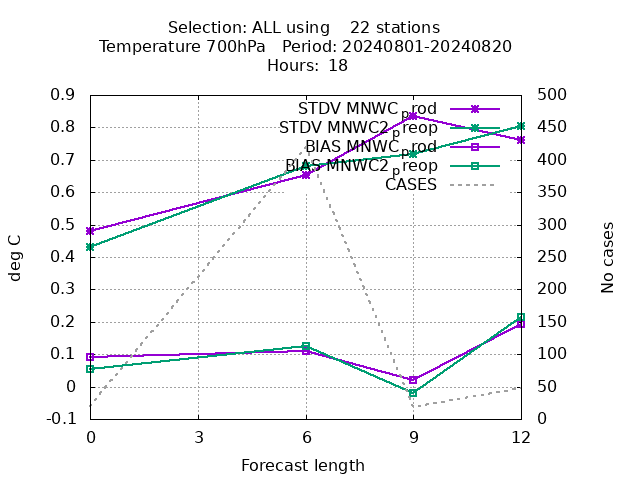 Selection: ALL using 22 stations
Temperature 700hPa Period: 20240801-20240820
Hours: 18
0.9
0.8
0.7
0.6
0.5
0.4
0.3
0.2
0.1
0
-0.1
500
450
400
350
300
250
200
150
100
50
0
STDV MNWC_prod
STDV MNWC2_preop
BIAS MNWC_prod
BIAS MNWC2_preop
CASES
deg C
No cases
0 3 6 9 12
Forecast length